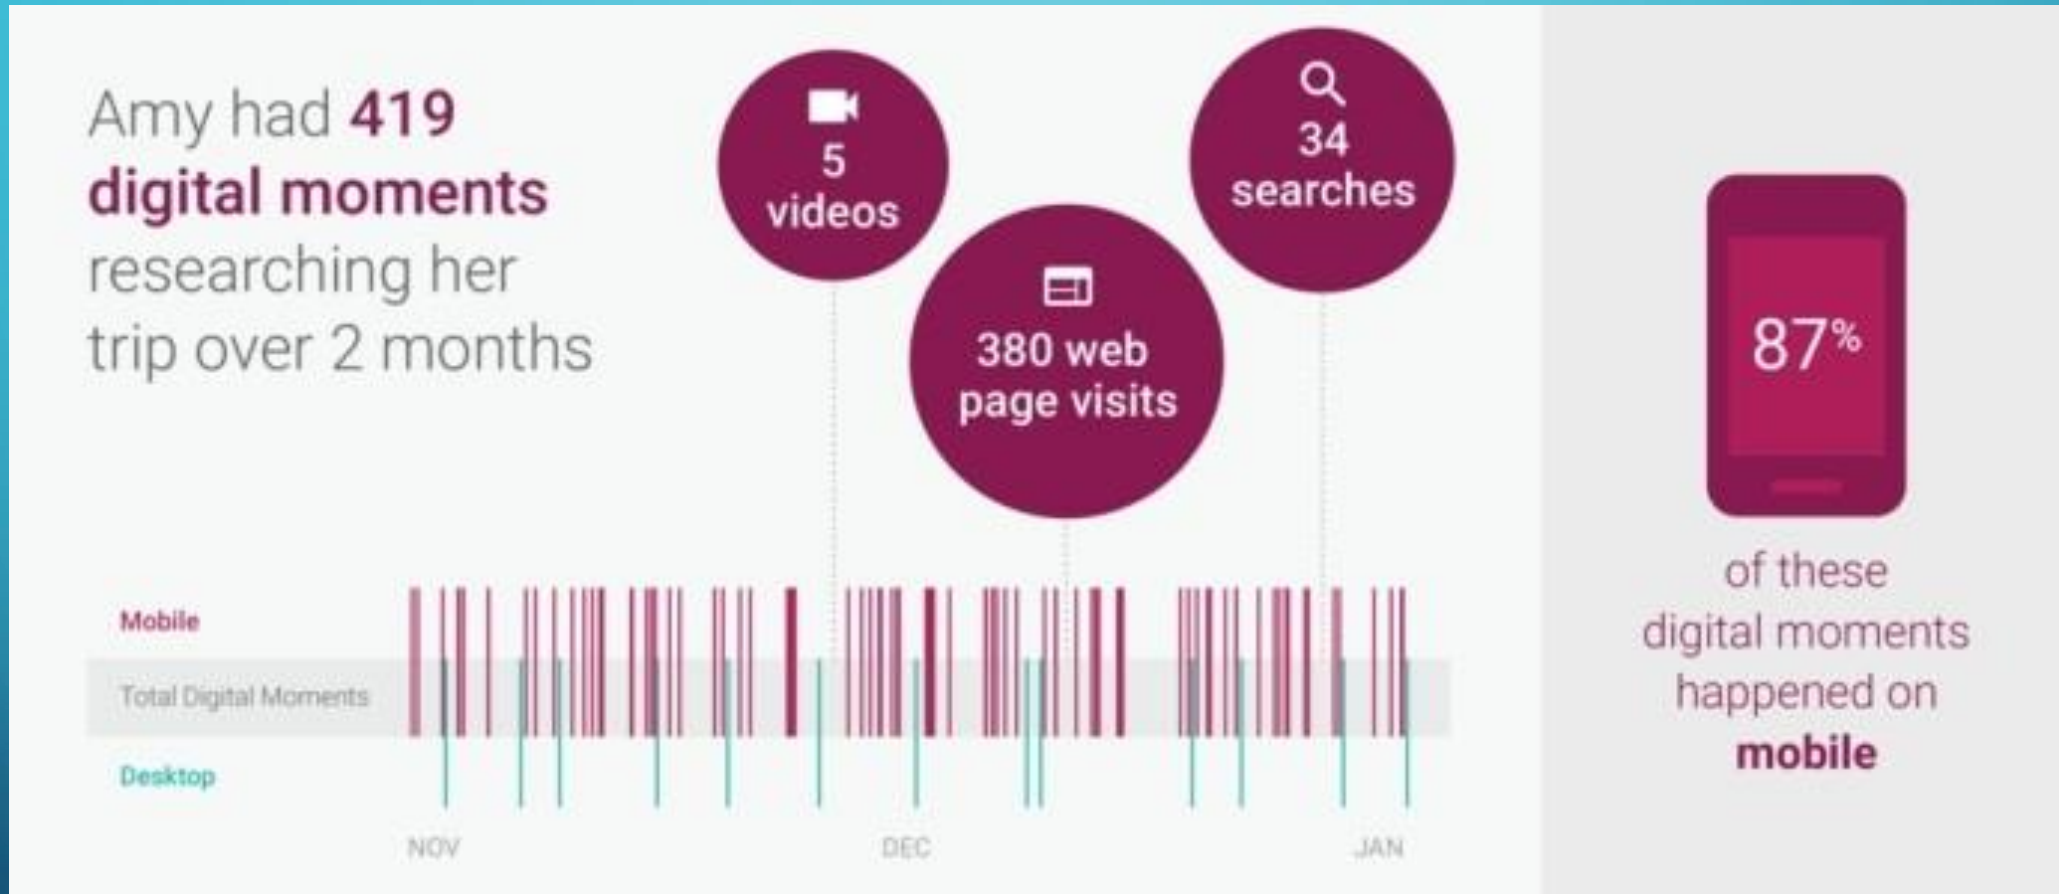 Amy had 419
digital moments
researching her
trip over 2 months
5
videos
380 web
page visits
34
searches
87%
of these
digital moments
happened on
mobile
Mobile
Total Digital Moments
Desktop
NOV
DEC
JAN